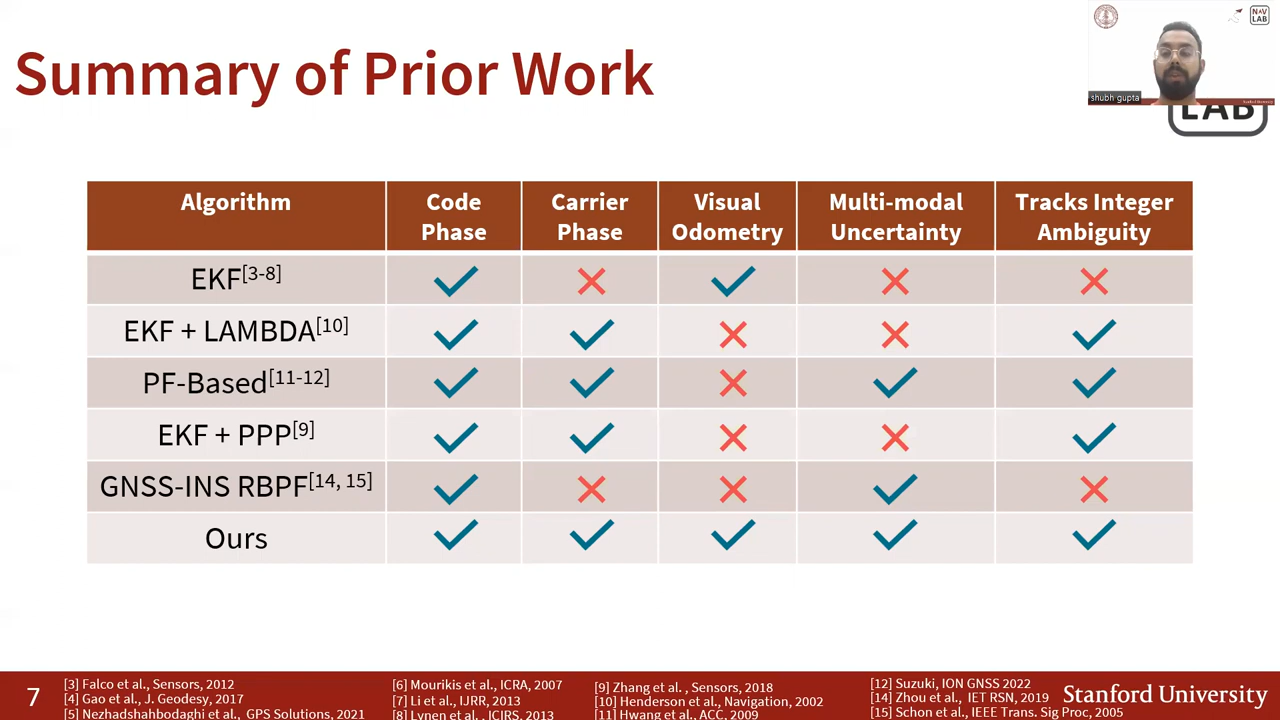 Summary of Prior Work
NAV
LAB
shubh gupta
LAB
Algorithm Code Phase Carrier Phase Visual Odometry Multi-modal Uncertainty Tracks Integer Ambiguity
EKF[3-8]
EKF + LAMBDA[10]
PF-Based[11-12]
EKF + PPP[9]
GNSS-INS RBPF[14, 15]
Ours
7
[3] Falco et al., Sensors, 2012
[4] Gao et al., J. Geodesy, 2017
[5] Nezhadshahbodaghi et al., GPS Solutions, 2021
[6] Mourikis et al., ICRA, 2007
[7] Li et al., IJRR, 2013
[8] Lynen et al., ICIRS, 2013
[9] Zhang et al. , Sensors, 2018
[10] Henderson et al., Navigation, 2002
[11] Hwang et al., ACC, 2009
[12] Suzuki, ION GNSS 2022
[14] Zhou et al., IET RSN, 2019
[15] Schon et al., IEEE Trans. Sig Proc, 2005
Stanford University